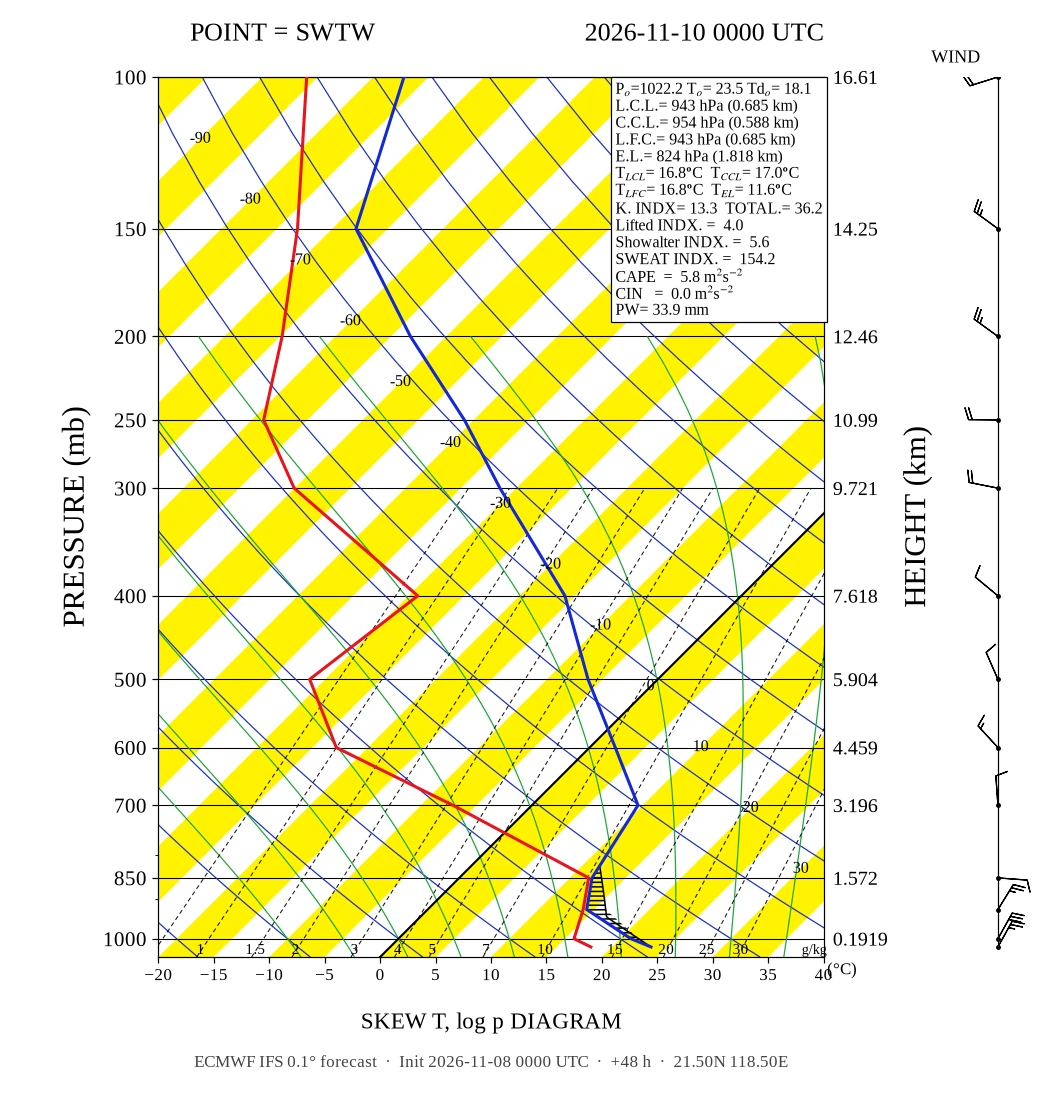 POINT = SWTW 2026-11-10 0000 UTC
WIND
100 16.61
Po=1022.2 To= 23.5 Tdo= 18.1
L.C.L.= 943 hPa (0.685 km)
C.C.L.= 954 hPa (0.588 km)
L.F.C.= 943 hPa (0.685 km)
E.L.= 824 hPa (1.818 km)
TLCL= 16.8°C TCCL= 17.0°C
TLFC= 16.8°C TEL= 11.6°C
K. INDX= 13.3 TOTAL.= 36.2
Lifted INDX. = 4.0
Showalter INDX. = 5.6
SWEAT INDX. = 154.2
CAPE = 5.8 m²s⁻²
CIN = 0.0 m²s⁻²
PW= 33.9 mm
-90
-80
150 14.25
-70
-60
200 12.46
-50
250 10.99
-40
300 9.721
-30
-20
400 7.618
-10
500 5.904
0
10
600 4.459
700 3.196
20
30
850 1.572
1000 0.1919
PRESSURE (mb)
HEIGHT (km)
1 1.5 2 3 4 5 7 10 15 20 25 30 g/kg
−20 −15 −10 −5 0 5 10 15 20 25 30 35 40 (°C)
SKEW T, log p DIAGRAM
ECMWF IFS 0.1° forecast · Init 2026-11-08 0000 UTC · +48 h · 21.50N 118.50E